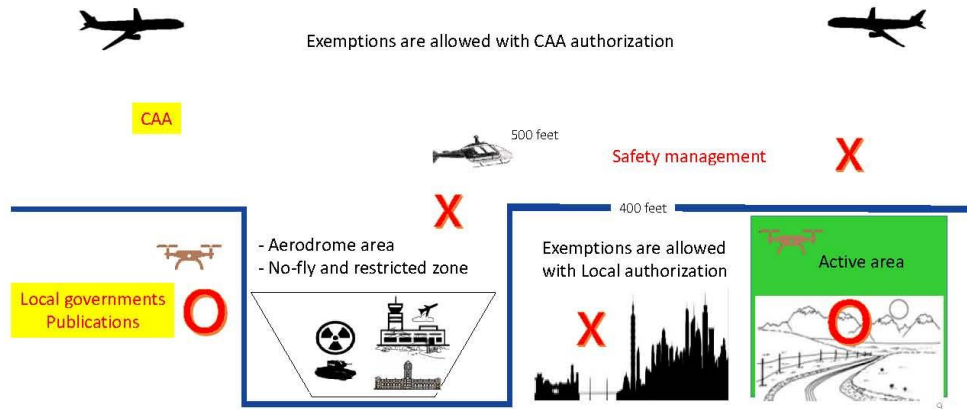 Exemptions are allowed with CAA authorization
CAA
500 feet
Safety management
X
X
400 feet
- Aerodrome area
- No-fly and restricted zone
Exemptions are allowed
with Local authorization
Active area
Local governments
Publications
O
X
O
9